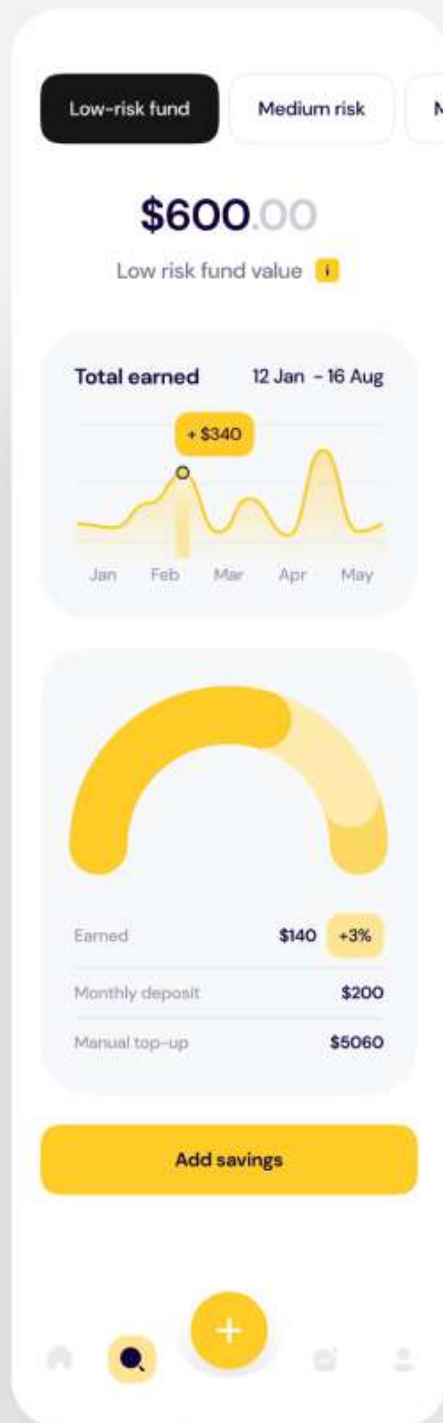 Low-risk fund Medium risk M
$600.00
Low risk fund value i
Total earned 12 Jan - 16 Aug
+ $340
Jan Feb Mar Apr May
Earned $140 +3%
Monthly deposit $200
Manual top-up $5060
Add savings
+